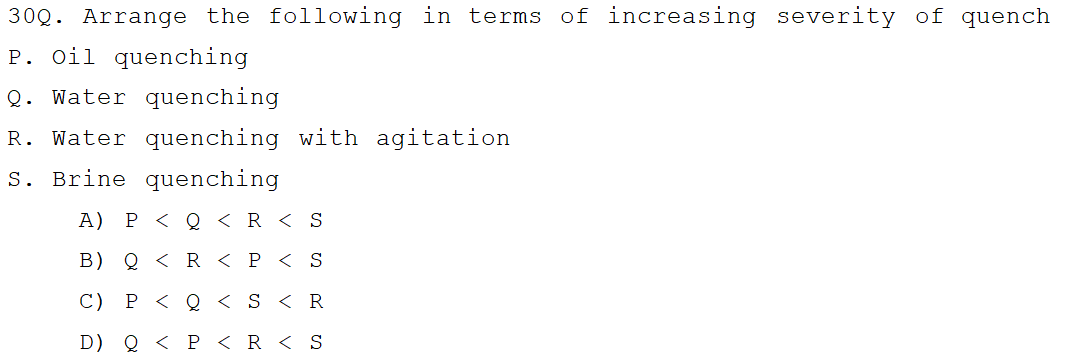 30Q. Arrange the following in terms of increasing severity of quench
P. Oil quenching
Q. Water quenching
R. Water quenching with agitation
S. Brine quenching
A) P < Q < R < S
B) Q < R < P < S
C) P < Q < S < R
D) Q < P < R < S